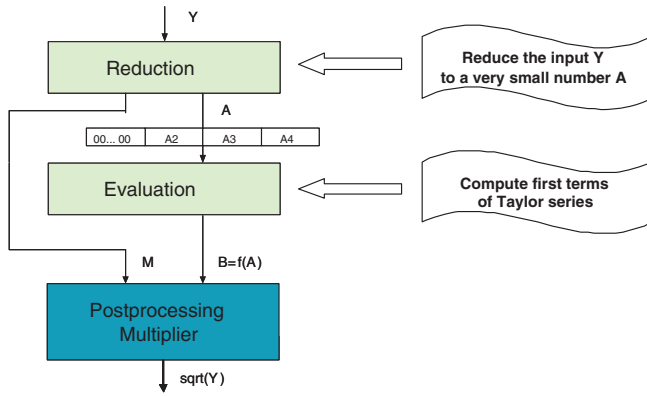 Y
Reduction
Reduce the input Y
to a very small number A
A
00... 00 A2 A3 A4
Evaluation
Compute first terms
of Taylor series
M B=f(A)
Postprocessing
Multiplier
sqrt(Y)